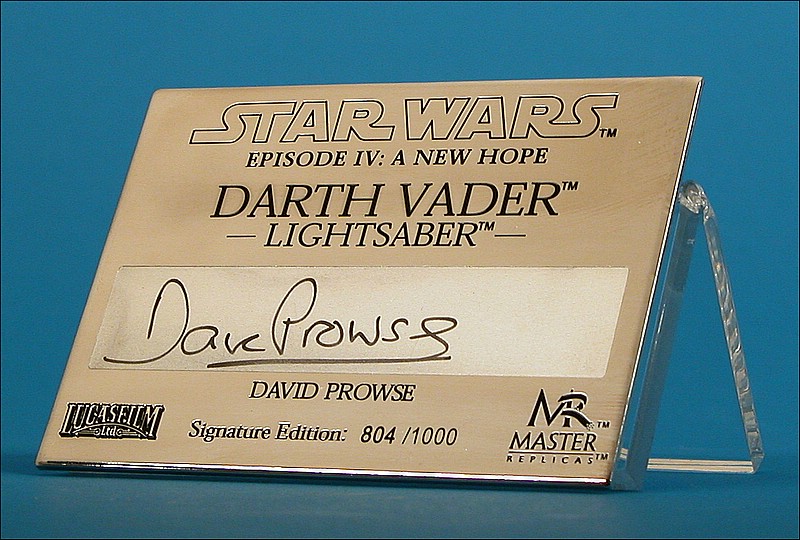 STAR WARS™
EPISODE IV: A NEW HOPE
DARTH VADER™
— LIGHTSABER™ —
Dave Prowse
DAVID PROWSE
LUCASFILM
Ltd.
Signature Edition: 804 /1000
MR™
MASTER
REPLICAS™